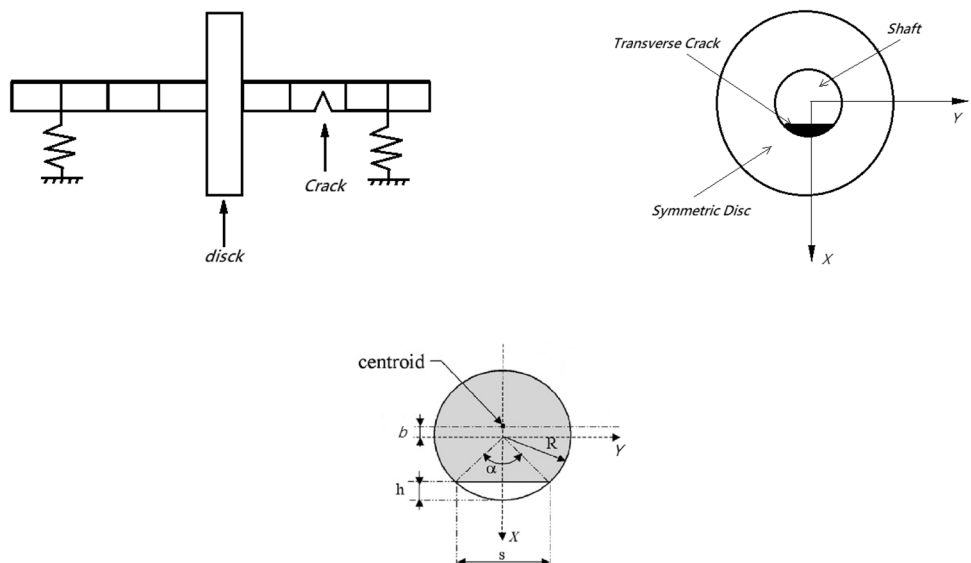 Crack
disck
Transverse Crack
Shaft
Y
Symmetric Disc
X
centroid
b
Y
R
α
h
X
s